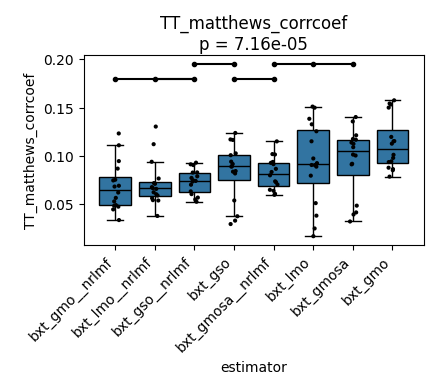 TT_matthews_corrcoef
p = 7.16e-05
TT_matthews_corrcoef
0.20
0.15
0.10
0.05
bxt_gmo__nrlmf
bxt_lmo__nrlmf
bxt_gso__nrlmf
bxt_gso
bxt_gmosa__nrlmf
bxt_lmo
bxt_gmosa
bxt_gmo
estimator